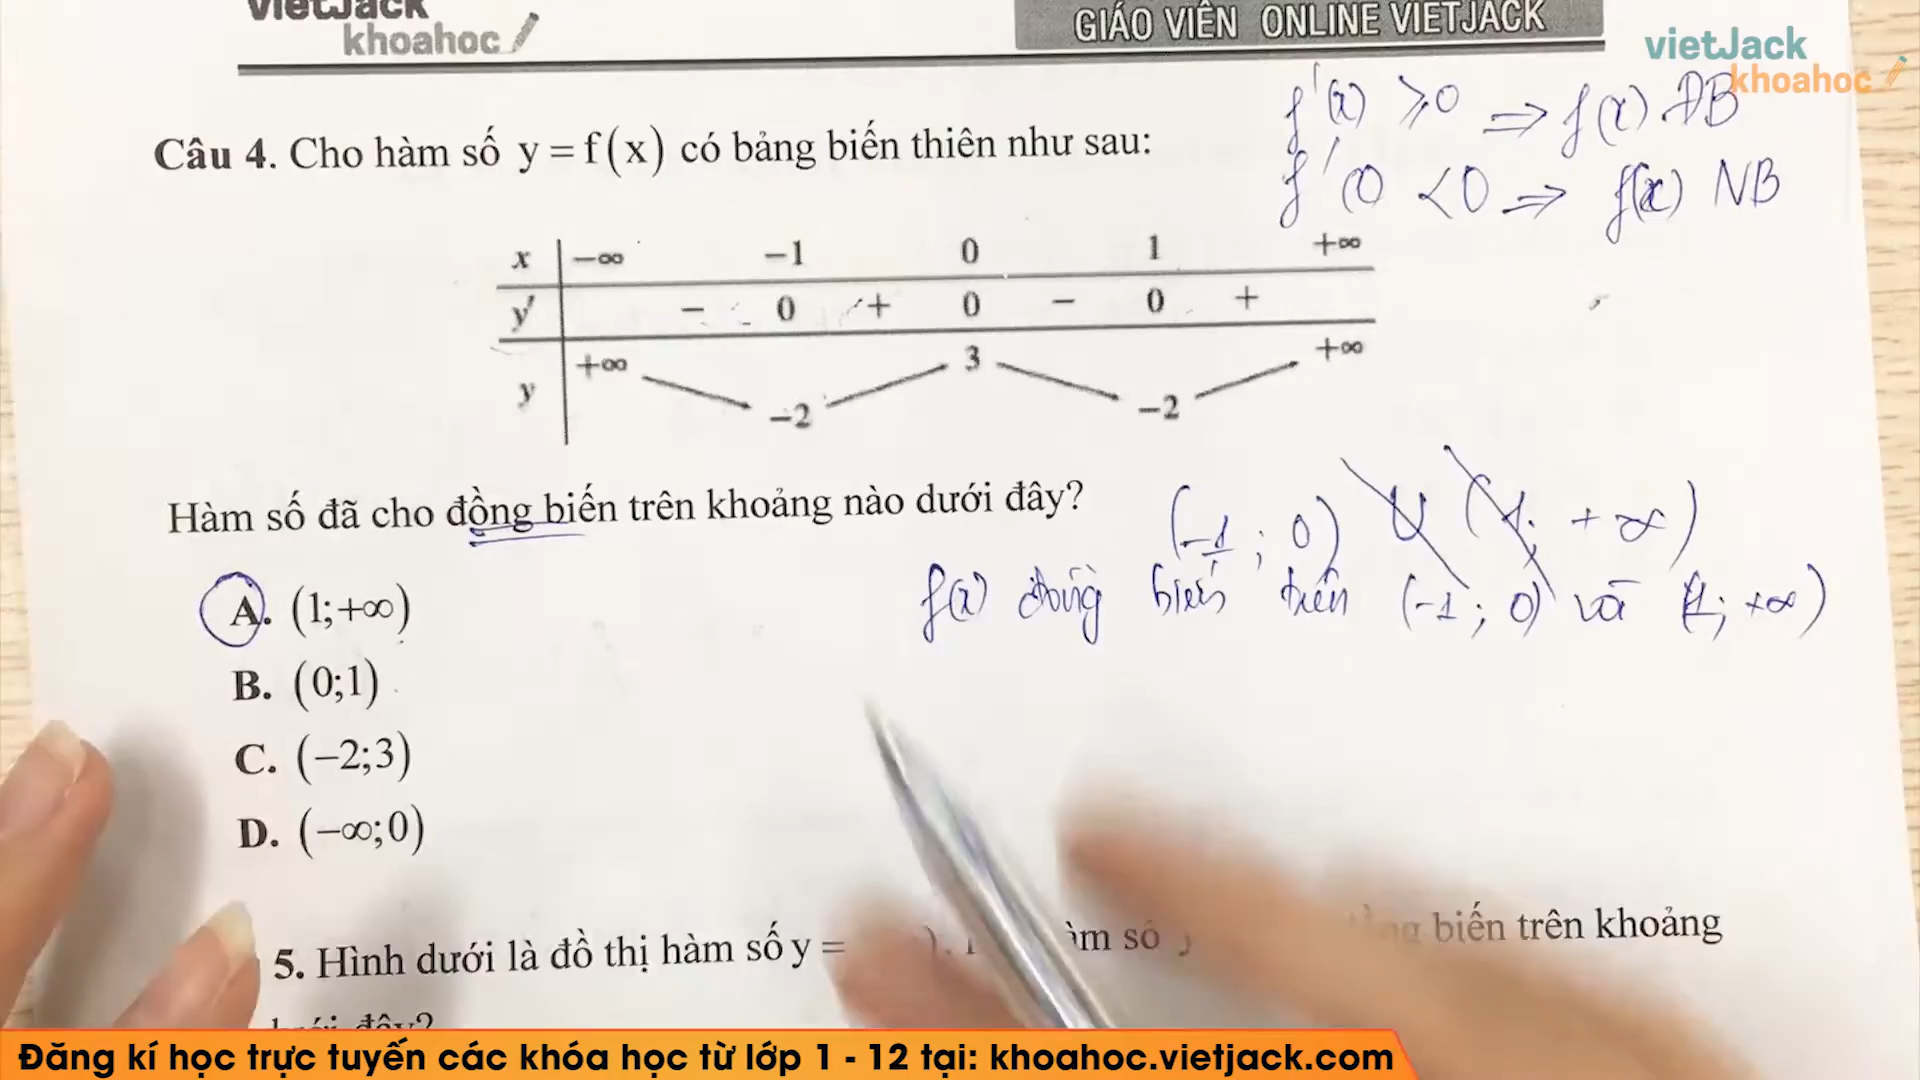 vietJack
khoahoc
GIÁO VIÊN ONLINE VIETJACK
vietJack
khoahoc
f'(x) ≥ 0 ⇒ f(x) ĐB
f'(x) < 0 ⇒ f(x) NB
Câu 4. Cho hàm số y = f(x) có bảng biến thiên như sau:
x −∞ −1 0 1 +∞
y' − 0 + 0 − 0 +
y +∞ −2 3 −2 +∞
Hàm số đã cho đồng biến trên khoảng nào dưới đây?
(−1; 0) ∪ (1; +∞)
f(x) đồng biến trên (−1; 0) và (1; +∞)
A. (1;+∞)
B. (0;1)
C. (−2;3)
D. (−∞;0)
5. Hình dưới là đồ thị hàm số y = biến trên khoảng
đây?
Đăng kí học trực tuyến các khóa học từ lớp 1 - 12 tại: khoahoc.vietjack.com